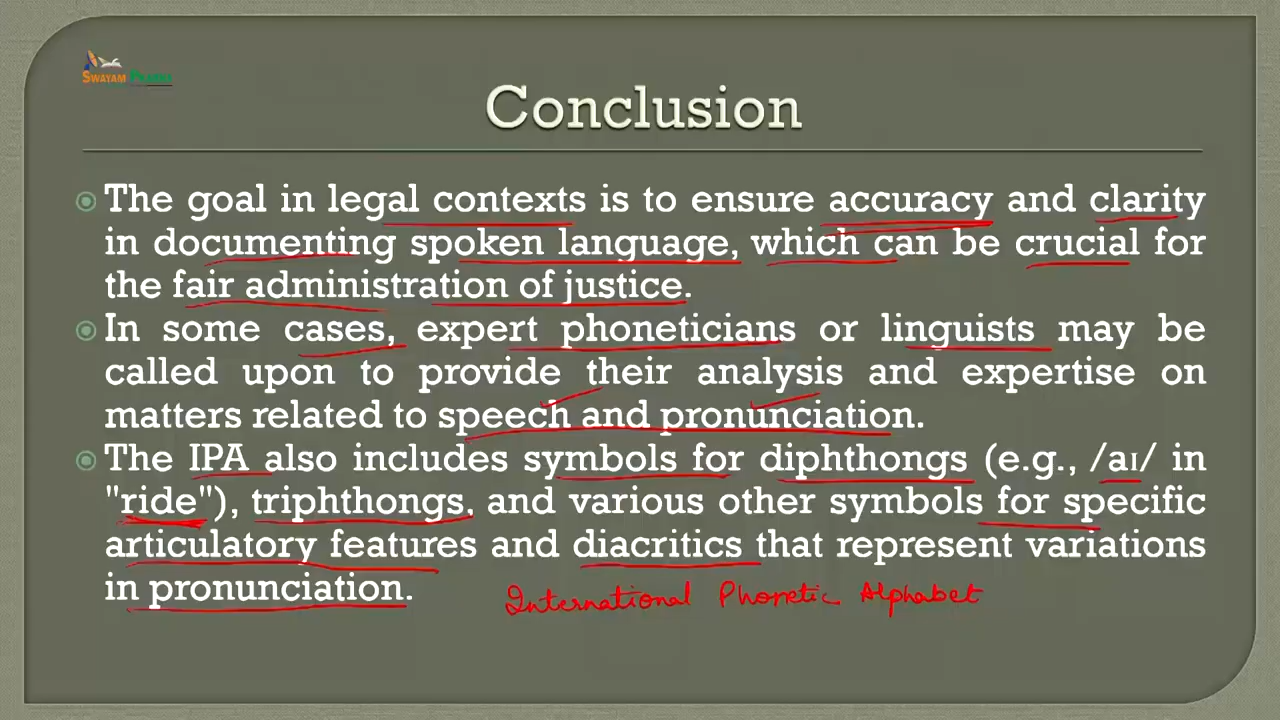 SWAYAM PRABHA
Conclusion
The goal in legal contexts is to ensure accuracy and clarity
in documenting spoken language, which can be crucial for
the fair administration of justice.
In some cases, expert phoneticians or linguists may be
called upon to provide their analysis and expertise on
matters related to speech and pronunciation.
The IPA also includes symbols for diphthongs (e.g., /aɪ/ in
"ride"), triphthongs, and various other symbols for specific
articulatory features and diacritics that represent variations
in pronunciation.
International Phonetic Alphabet